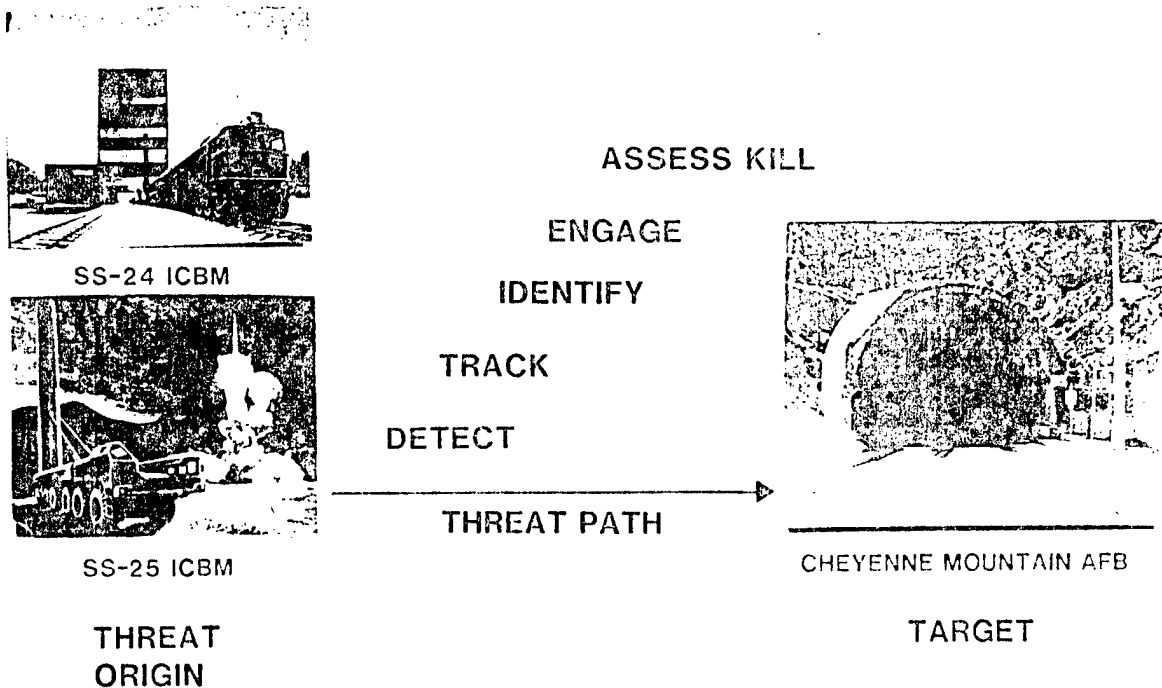 SS-24 ICBM
SS-25 ICBM
THREAT
ORIGIN
ASSESS KILL
ENGAGE
IDENTIFY
TRACK
DETECT
THREAT PATH
CHEYENNE MOUNTAIN AFB
TARGET